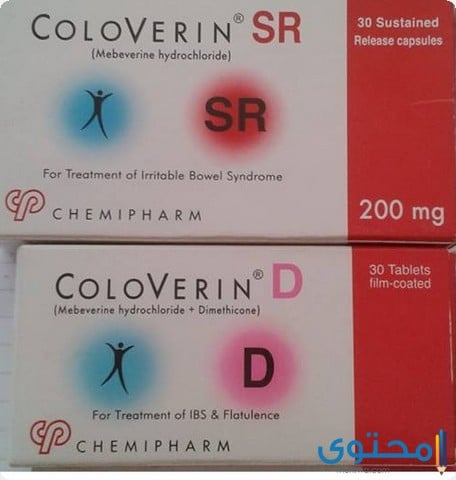 COLOVERIN® SR
(Mebeverine hydrochloride)
30 Sustained
Release capsules
SR
For Treatment of Irritable Bowel Syndrome
CHEMIPHARM
200 mg
COLOVERIN® D
(Mebeverine hydrochloride + Dimethicone)
30 Tablets
film-coated
D
For Treatment of IBS & Flatulence
CHEMIPHARM
محتوى